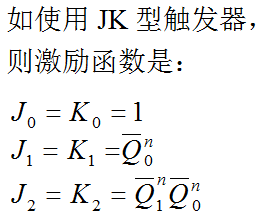 如使用 JK 型触发器，
则激励函数是：
J₀ = K₀ = 1
J₁ = K₁ = Q̅₀ⁿ
J₂ = K₂ = Q̅₁ⁿQ̅₀ⁿ